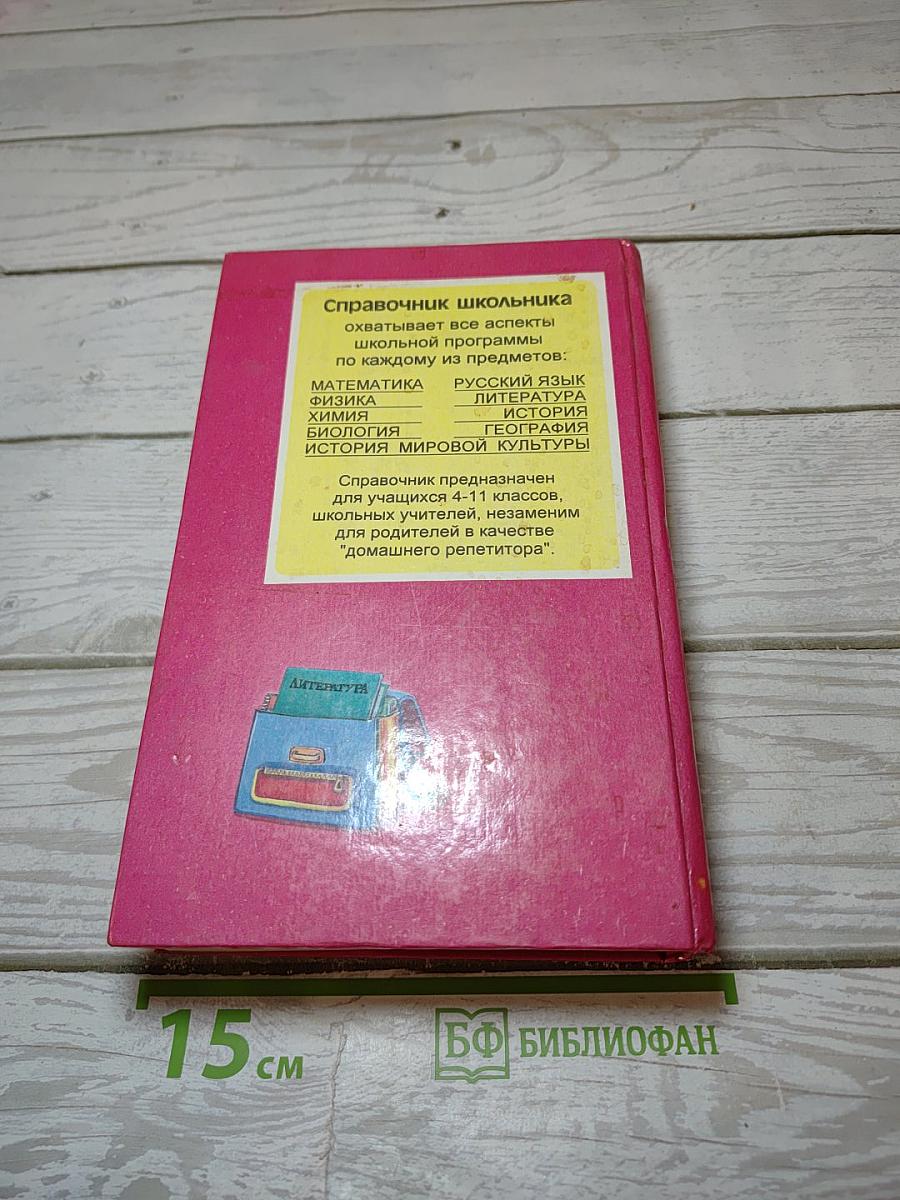 Справочник школьника
охватывает все аспекты
школьной программы
по каждому из предметов:
МАТЕМАТИКА РУССКИЙ ЯЗЫК
ФИЗИКА ЛИТЕРАТУРА
ХИМИЯ ИСТОРИЯ
БИОЛОГИЯ ГЕОГРАФИЯ
ИСТОРИЯ МИРОВОЙ КУЛЬТУРЫ
Справочник предназначен
для учащихся 4-11 классов,
школьных учителей, незаменим
для родителей в качестве
"домашнего репетитора".
ЛИТЕРАТУРА
15 см
БФ БИБЛИОФАН